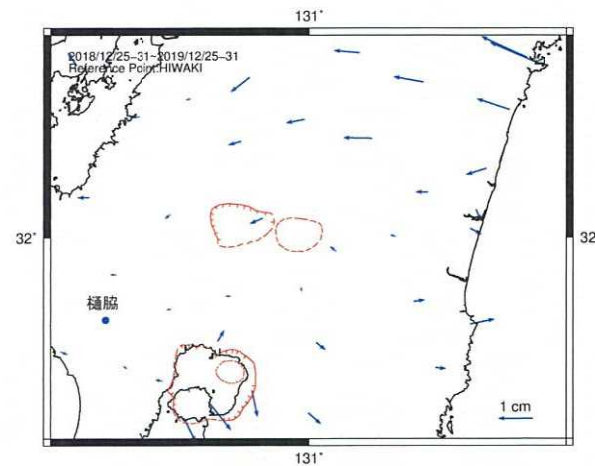 131°
2018/12/25-31~2019/12/25-31
Reference Point:HIWAKI
32°
32
樋脇
1 cm
131°